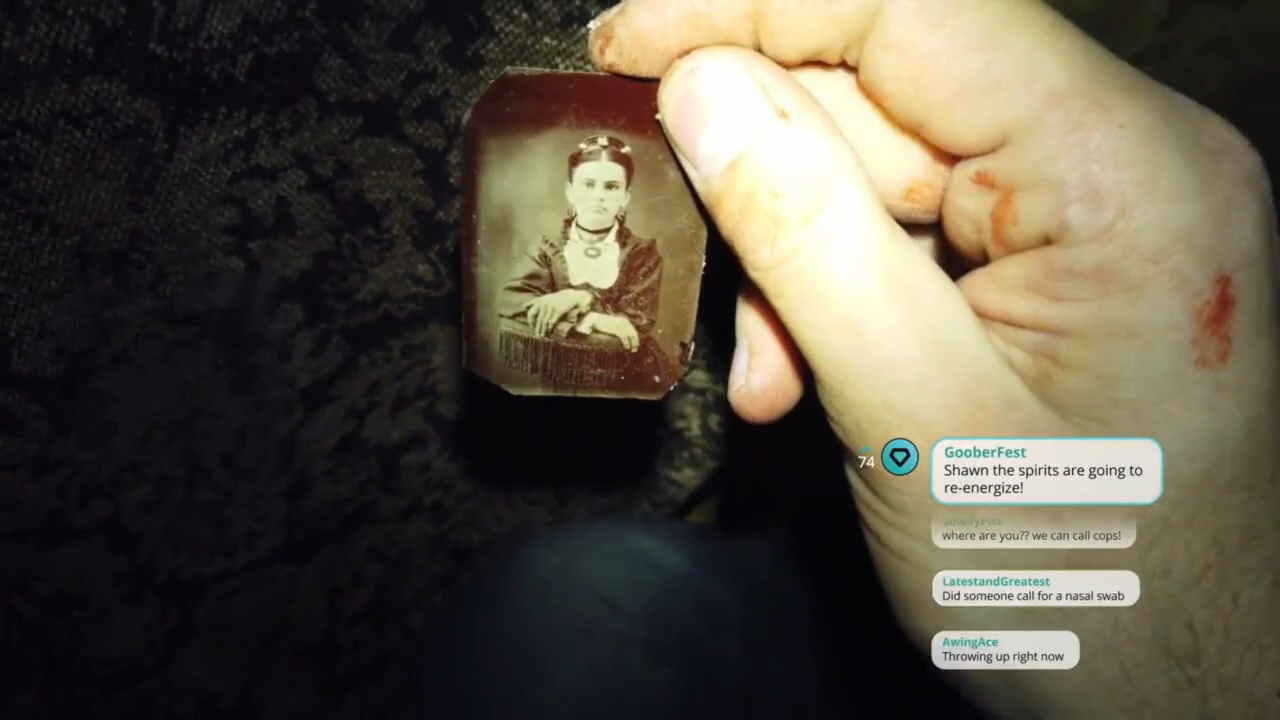 74
GooberFest
Shawn the spirits are going to
re-energize!
where are you?? we can call cops!
LatestandGreatest
Did someone call for a nasal swab
AwingAce
Throwing up right now